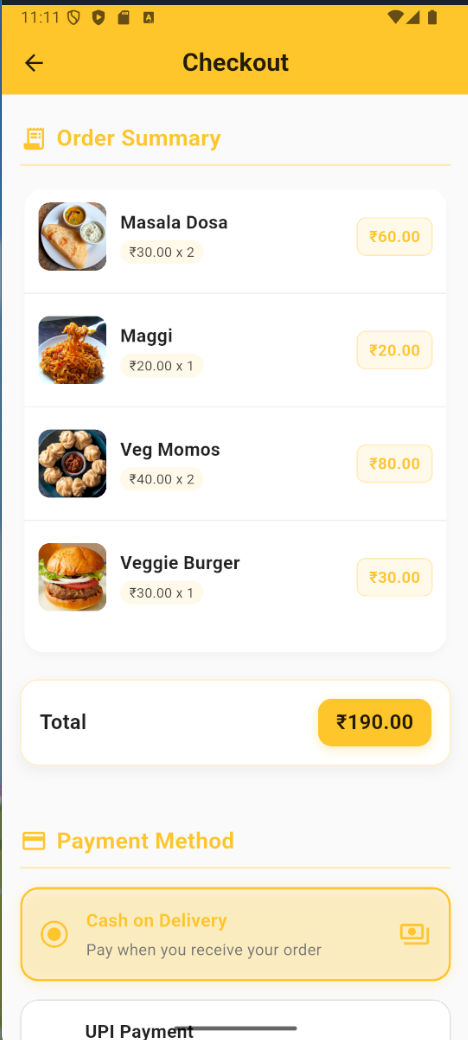 11:11
Checkout
Order Summary
Masala Dosa
₹30.00 x 2
₹60.00
Maggi
₹20.00 x 1
₹20.00
Veg Momos
₹40.00 x 2
₹80.00
Veggie Burger
₹30.00 x 1
₹30.00
Total
₹190.00
Payment Method
Cash on Delivery
Pay when you receive your order
UPI Payment